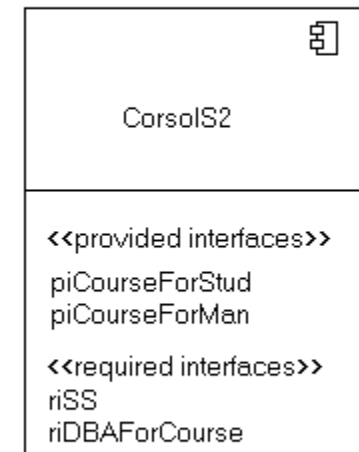 CorsoIS2
<<provided interfaces>>
piCourseForStud
piCourseForMan
<<required interfaces>>
riSS
riDBAForCourse